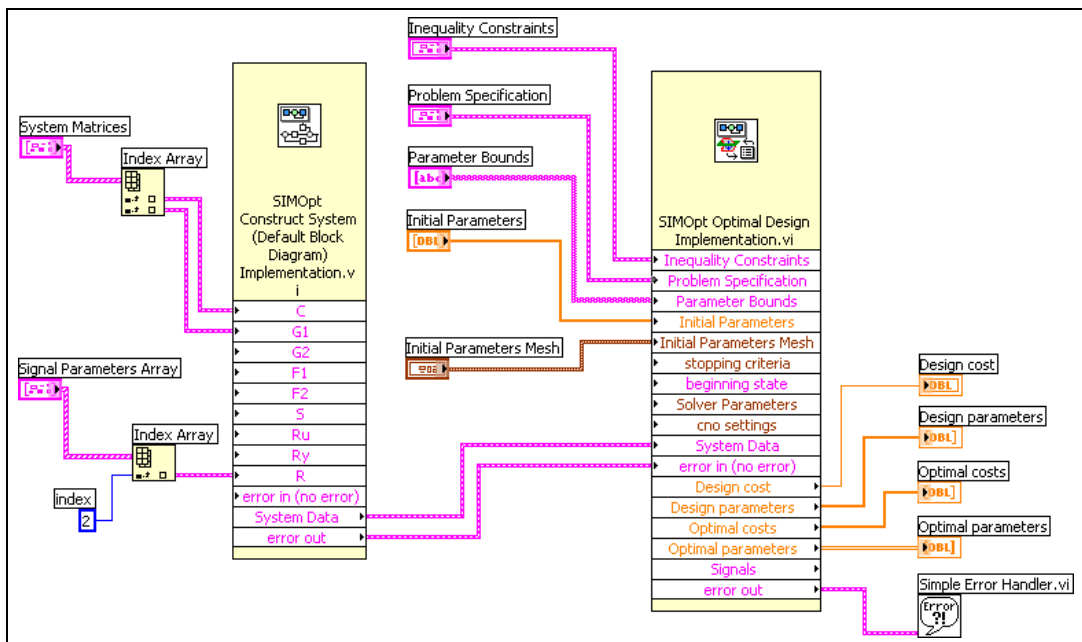 System Matrices
Index Array
Signal Parameters Array
Index Array
index
2
SIMOpt
Construct System
(Default Block
Diagram)
Implementation.v
i
C
G1
G2
F1
F2
S
Ru
Ry
R
error in (no error)
System Data
error out
Inequality Constraints
Problem Specification
Parameter Bounds
[abc]
Initial Parameters
[DBL]
Initial Parameters Mesh
SIMOpt Optimal Design
Implementation.vi
Inequality Constraints
Problem Specification
Parameter Bounds
Initial Parameters
Initial Parameters Mesh
stopping criteria
beginning state
Solver Parameters
cno settings
System Data
error in (no error)
Design cost
Design parameters
Optimal costs
Optimal parameters
Signals
error out
Design cost
DBL
Design parameters
[DBL]
Optimal costs
[DBL]
Optimal parameters
[DBL]
Simple Error Handler.vi
Error
?!